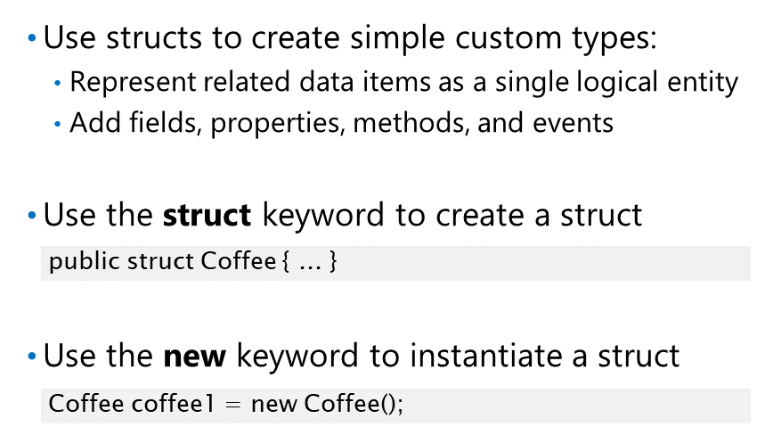 • Use structs to create simple custom types:
• Represent related data items as a single logical entity
• Add fields, properties, methods, and events
• Use the struct keyword to create a struct
public struct Coffee { ... }
• Use the new keyword to instantiate a struct
Coffee coffee1 = new Coffee();